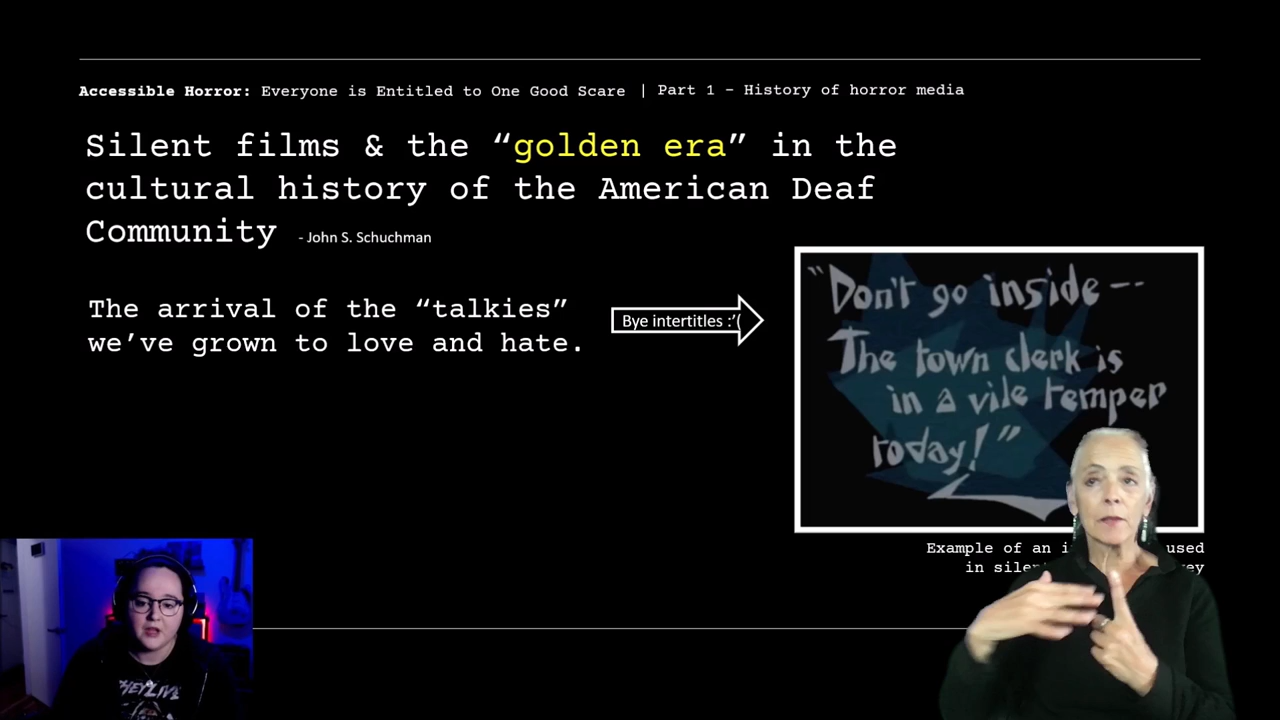 Accessible Horror: Everyone is Entitled to One Good Scare | Part 1 – History of horror media
Silent films & the “golden era” in the
cultural history of the American Deaf
Community - John S. Schuchman
The arrival of the “talkies”
we’ve grown to love and hate.
Bye intertitles :’(
“Don't go inside--
The town clerk is
in a vile temper
today!”
Example of an used
in
THEY LIVE